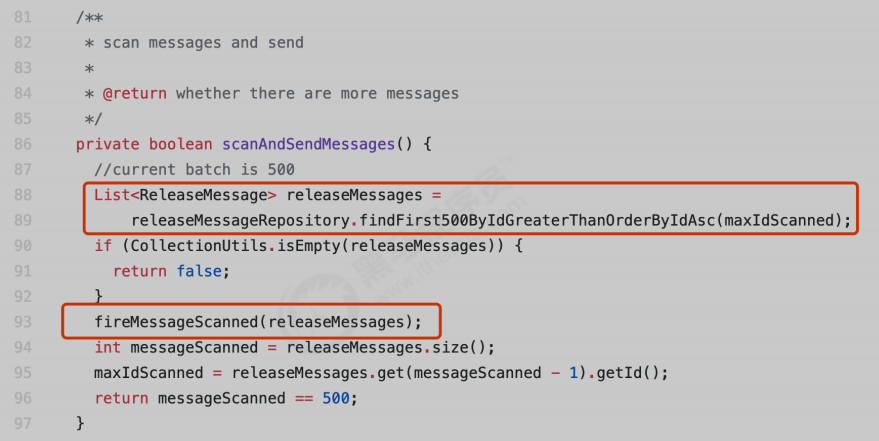 81 /**
82  * scan messages and send
83  *
84  * @return whether there are more messages
85  */
86 private boolean scanAndSendMessages() {
87   //current batch is 500
88   List<ReleaseMessage> releaseMessages =
89       releaseMessageRepository.findFirst500ByIdGreaterThanOrderByIdAsc(maxIdScanned);
90   if (CollectionUtils.isEmpty(releaseMessages)) {
91     return false;
92   }
93   fireMessageScanned(releaseMessages);
94   int messageScanned = releaseMessages.size();
95   maxIdScanned = releaseMessages.get(messageScanned - 1).getId();
96   return messageScanned == 500;
97 }